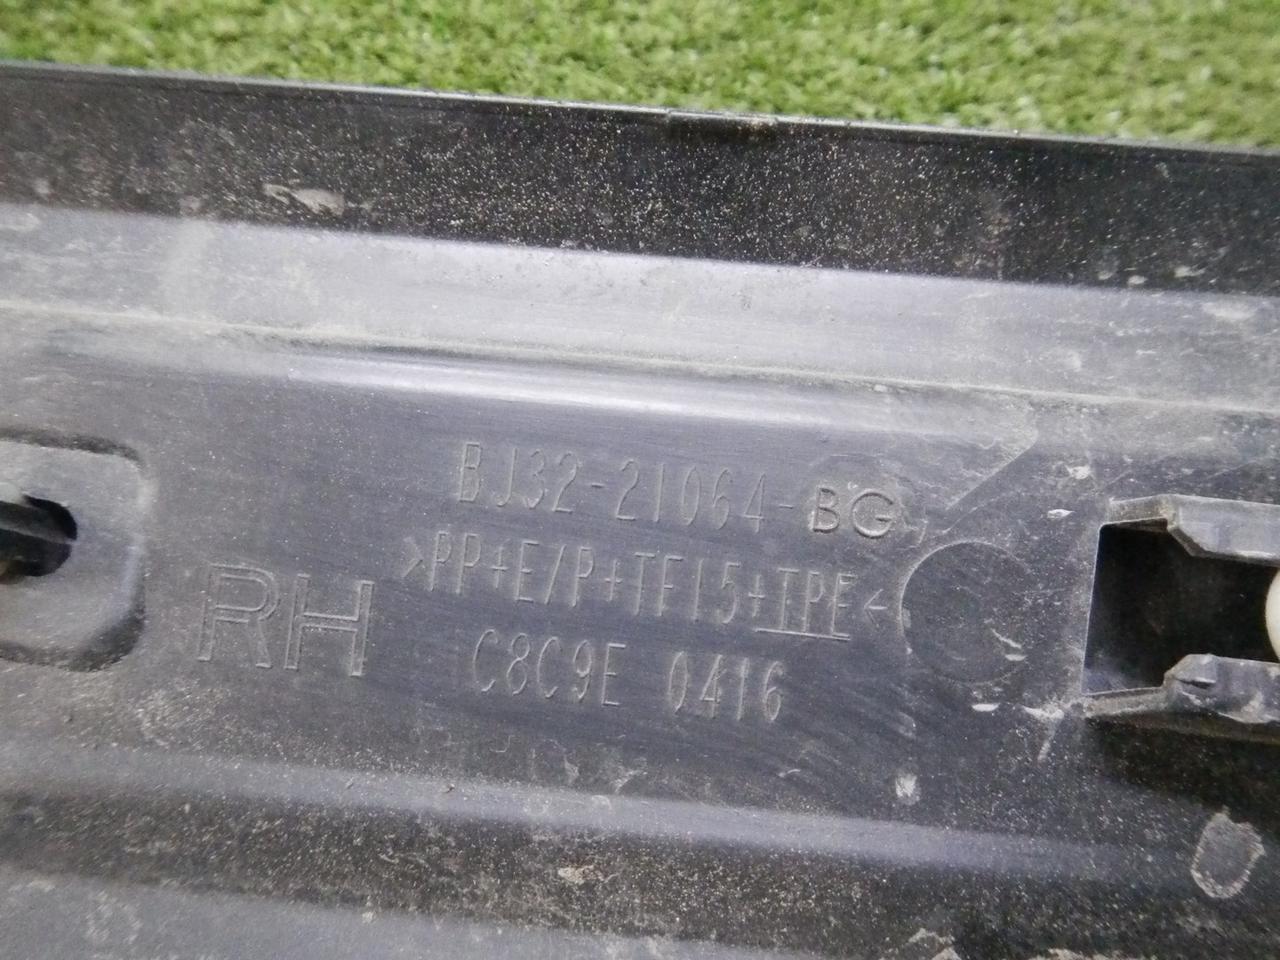 BJ32-21064-BG
>PP+E/P+TF15+TPE<
RH
C8C9E 0416